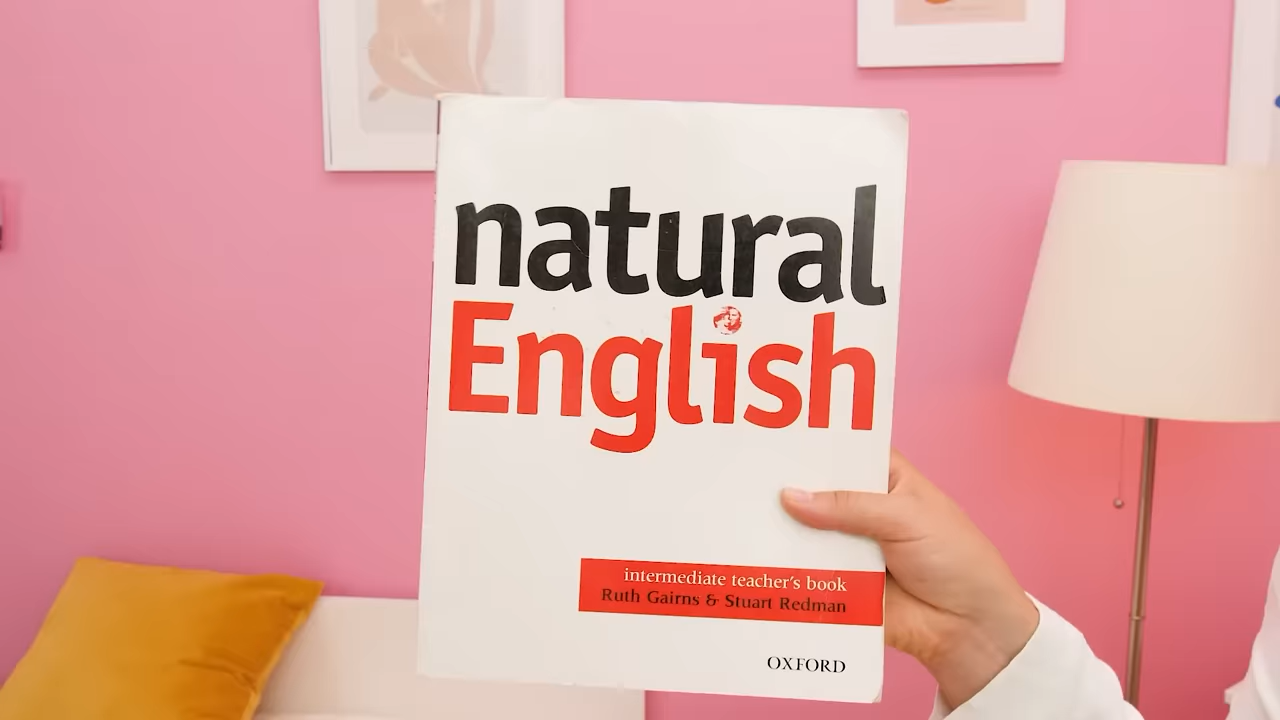 natural
English
intermediate teacher's book
Ruth Gairns & Stuart Redman
OXFORD